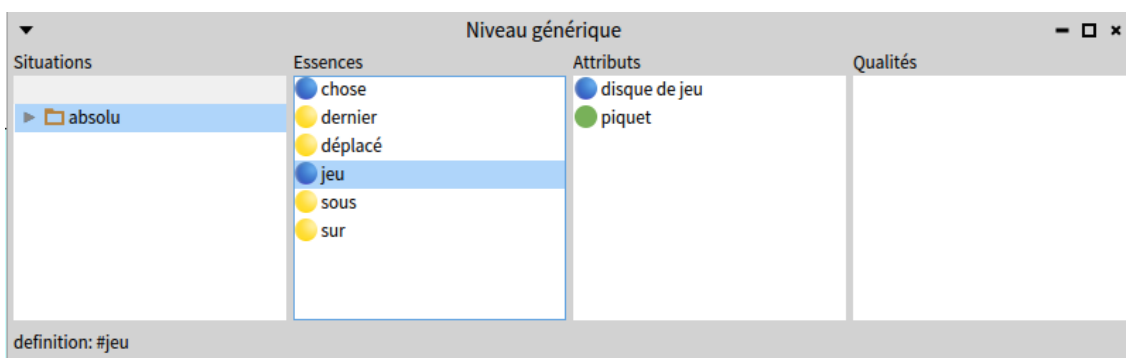 Niveau générique
Situations Essences Attributs Qualités
absolu
chose
dernier
déplacé
jeu
sous
sur
disque de jeu
piquet
definition: #jeu